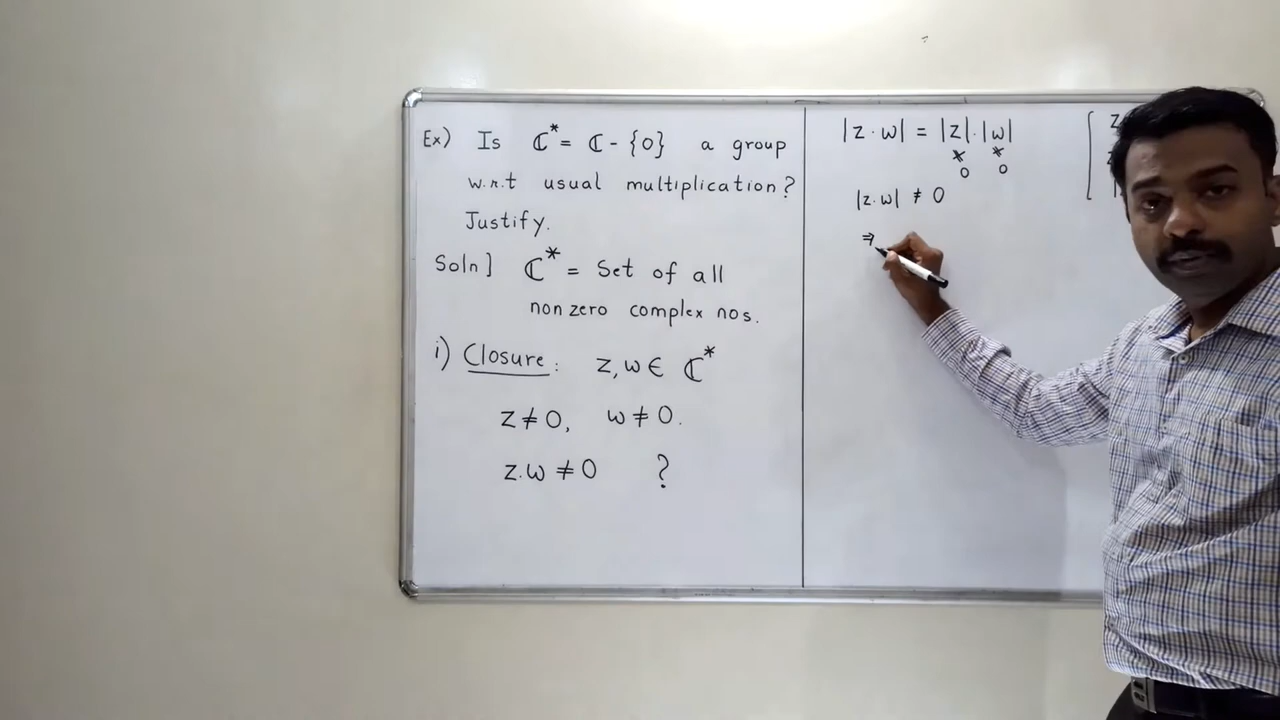 Ex) Is ℂ* = ℂ - {0} a group
w.r.t usual multiplication?
Justify.
Soln] ℂ* = Set of all
non zero complex nos.
i) Closure: z, w ∈ ℂ*
z ≠ 0, w ≠ 0.
z.w ≠ 0 ?
|z·w| = |z|·|w|
≠ ≠
0 0
|z·w| ≠ 0
⇒